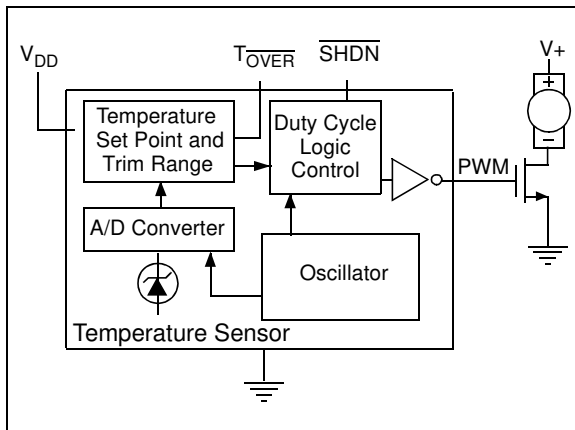 V+
VDD
TOVER
SHDN
Temperature
Set Point and
Trim Range
Duty Cycle
Logic
Control
+
-
PWM
A/D Converter
Oscillator
Temperature Sensor